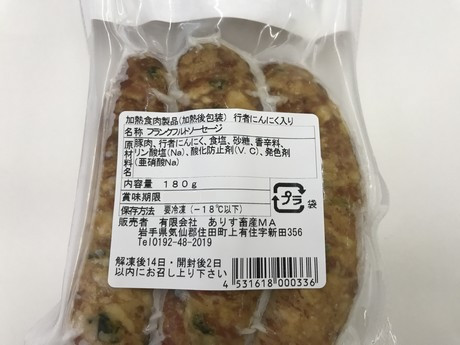 加熱食肉製品(加熱後包装) 行者にんにく入り
名称 フランクフルトソーセージ
原材料名 豚肉、行者にんにく、食塩、砂糖、香辛料、
リン酸塩(Na)、酸化防止剤(V.C)、発色剤
(亜硝酸Na)
内容量 180g
賞味期限
保存方法 要冷凍(-18℃以下)
プラ 袋
販売者 有限会社 ありす畜産MA
岩手県気仙郡住田町上有住字新田356
Tel0192-48-2019
解凍後14日・開封後2日
以内にお召し上り下さい
4 531618 000336